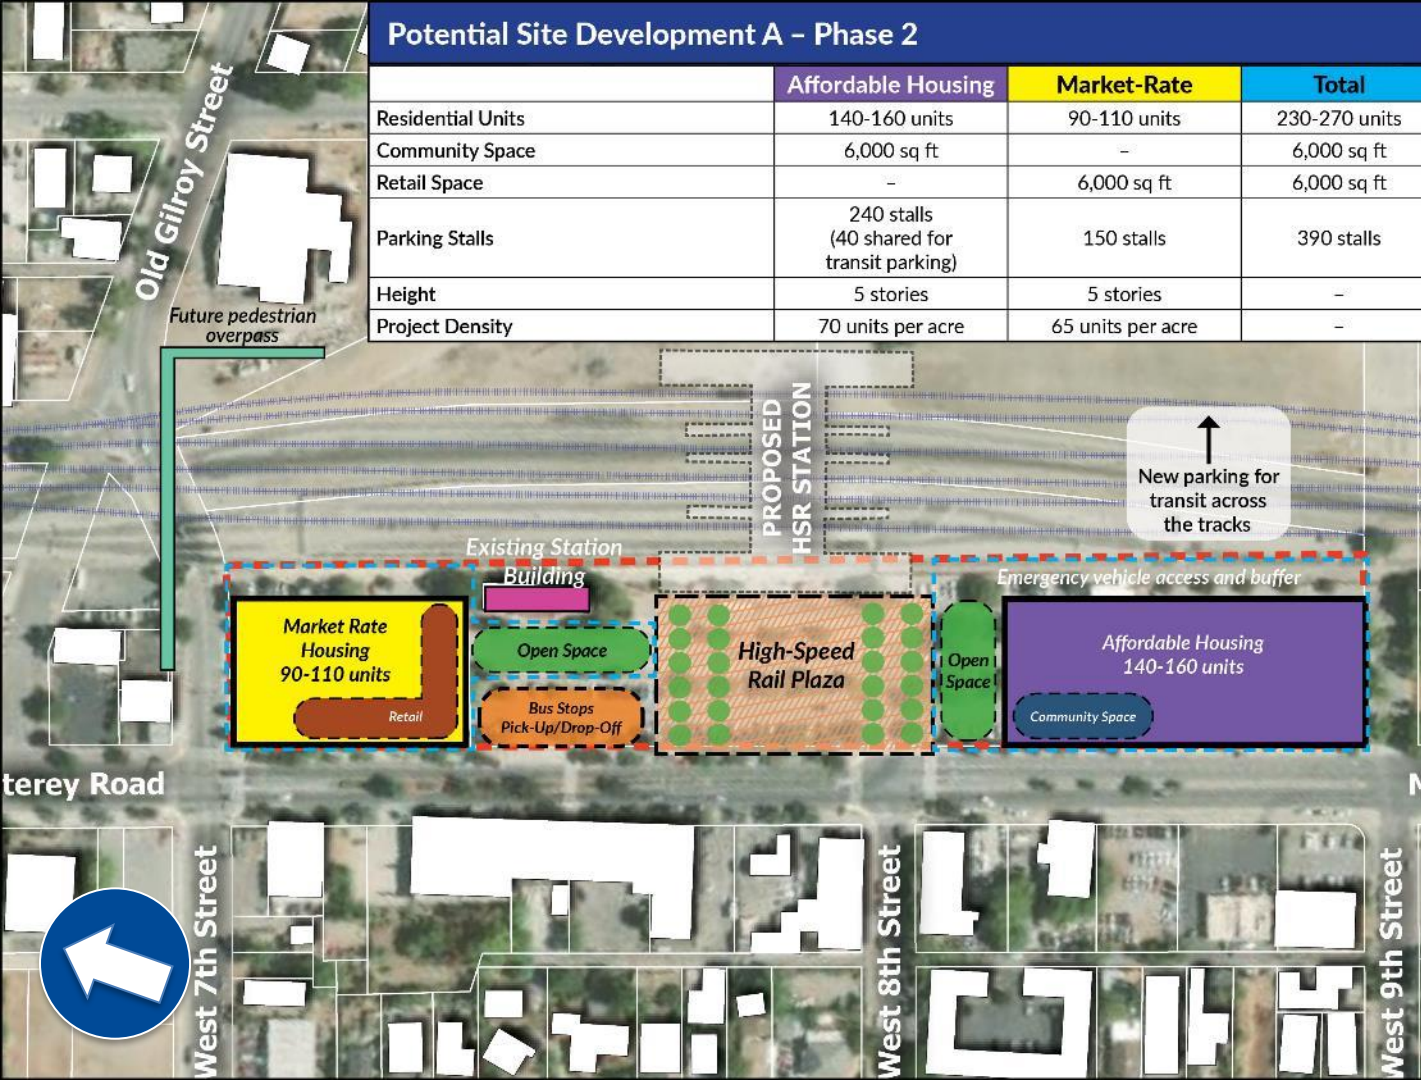 Potential Site Development A – Phase 2
Affordable Housing Market-Rate Total
Residential Units 140-160 units 90-110 units 230-270 units
Community Space 6,000 sq ft – 6,000 sq ft
Retail Space – 6,000 sq ft 6,000 sq ft
Parking Stalls 240 stalls (40 shared for transit parking) 150 stalls 390 stalls
Height 5 stories 5 stories –
Project Density 70 units per acre 65 units per acre –
Old Gilroy Street
Future pedestrian
overpass
PROPOSED
HSR STATION
New parking for
transit across
the tracks
Existing Station
Building
Emergency vehicle access and buffer
Market Rate
Housing
90-110 units
Retail
Open Space
Bus Stops
Pick-Up/Drop-Off
High-Speed
Rail Plaza
Open
Space
Affordable Housing
140-160 units
Community Space
terey Road
West 7th Street
West 8th Street
West 9th Street